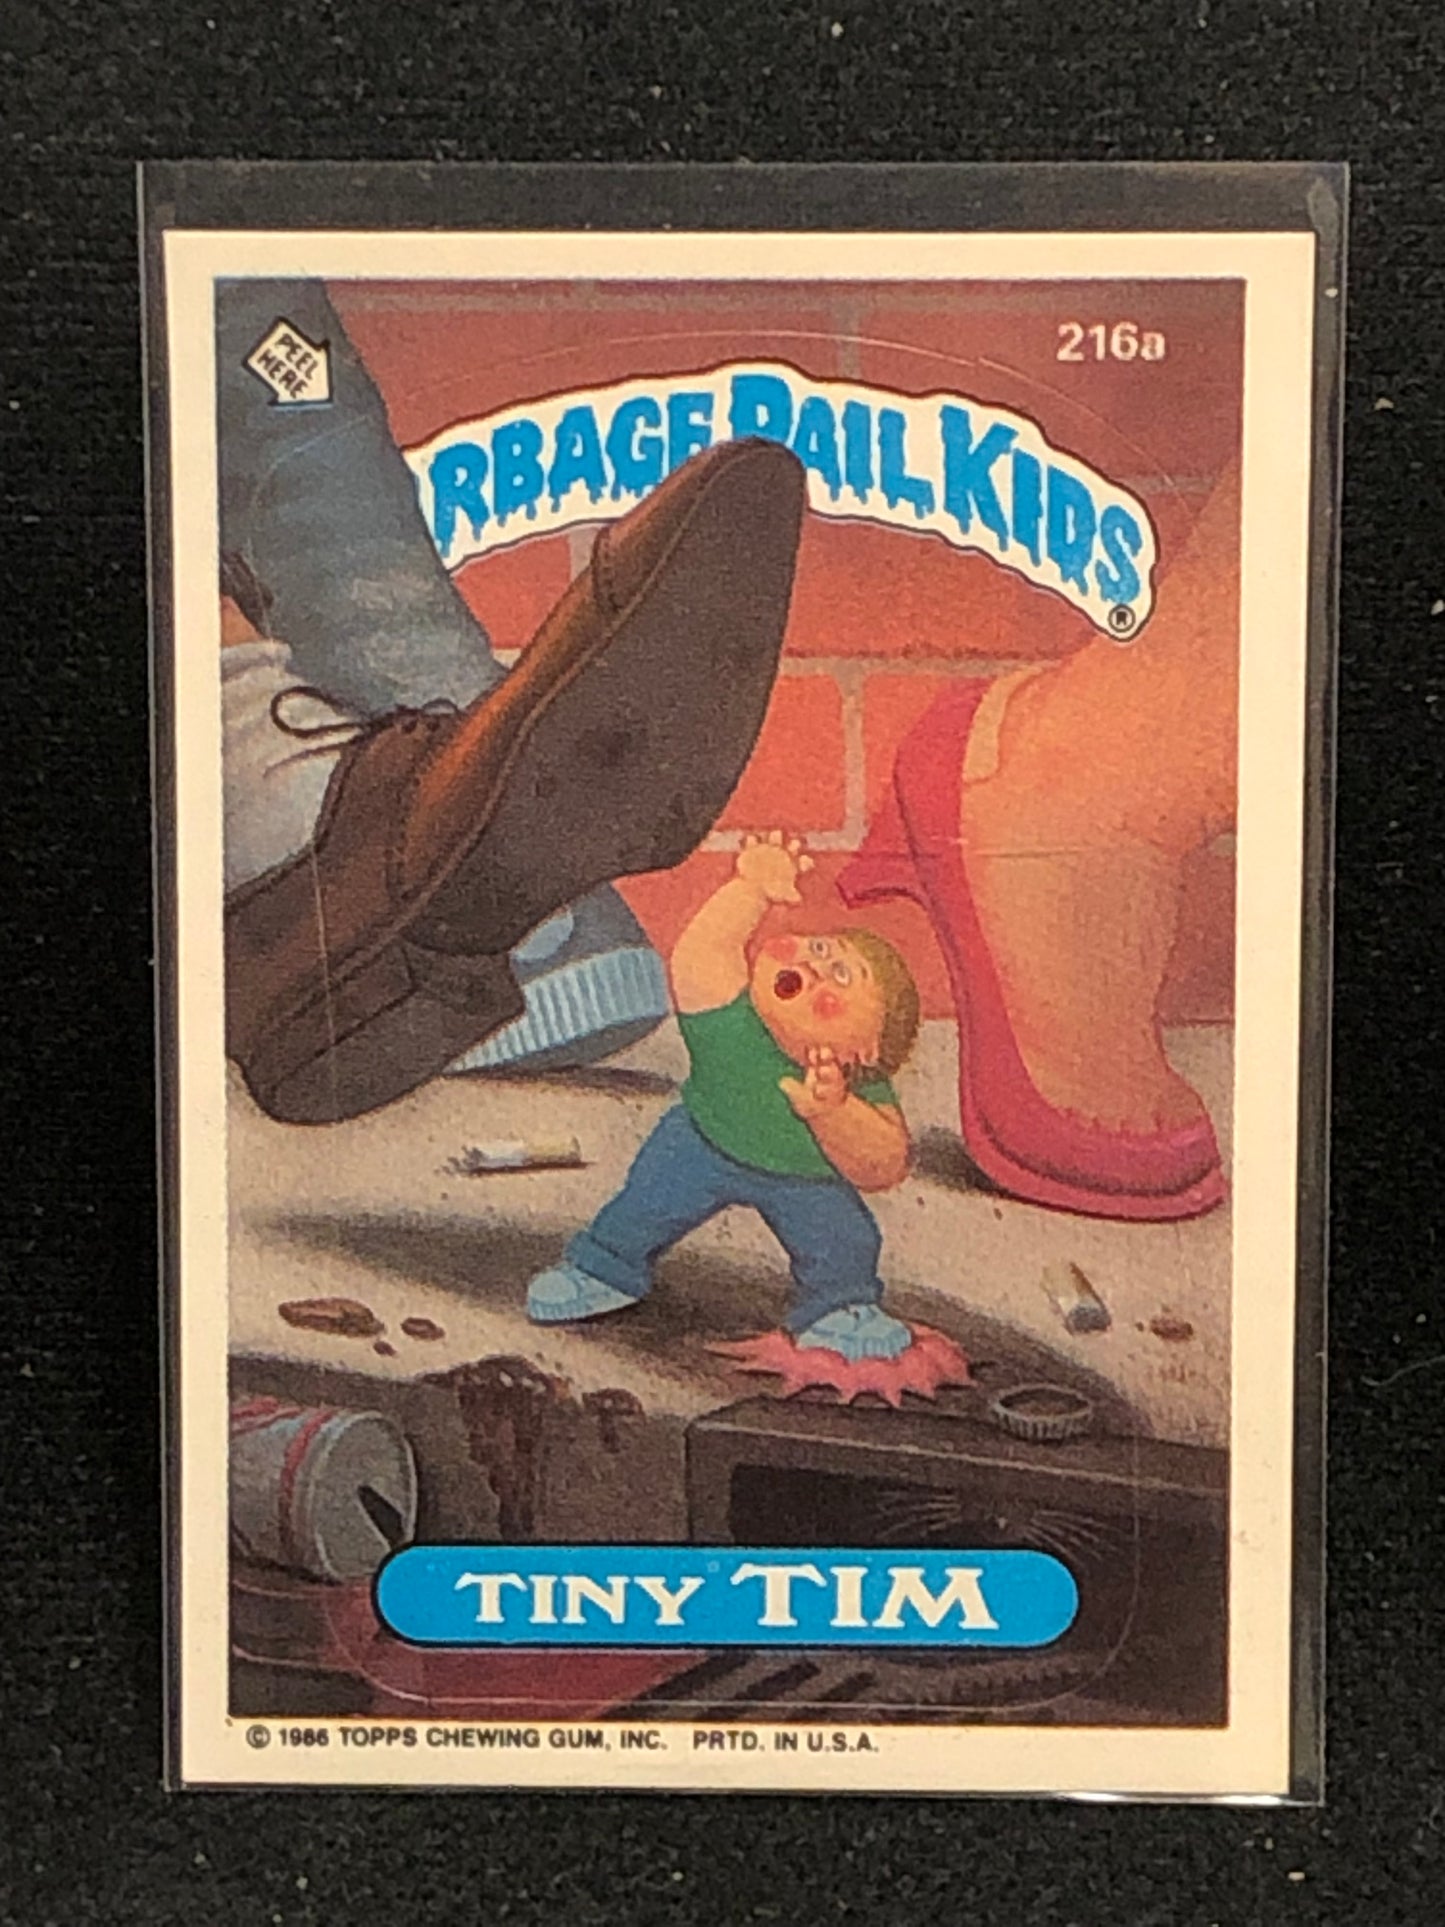 PEEL
HERE
216a
RBAGE PAIL KIDS
®
TINY TIM
© 1986 TOPPS CHEWING GUM, INC. PRTD. IN U.S.A.